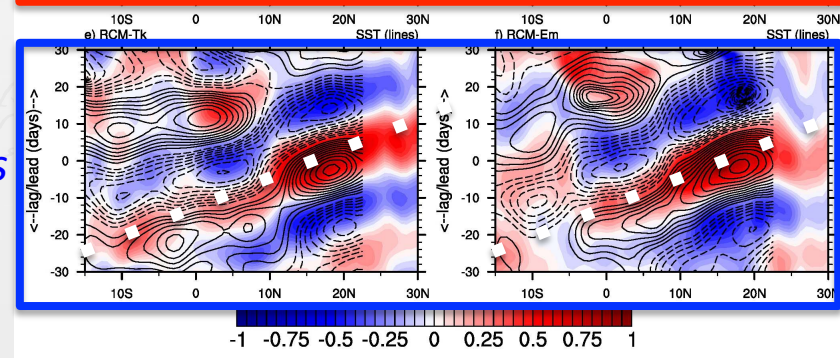 10S 0 10N 20N 30N 10S 0 10N 20N
e) RCM-Tk SST (lines) f) RCM-Em SST (lines)
30 30
20 20
10 10
0 0
-10 -10
-20 -20
-30 -30
<--lag/lead (days)--> <--lag/lead (days)-->
s
10S 0 10N 20N 30N 10S 0 10N 20N
-1 -0.75 -0.5 -0.25 0 0.25 0.5 0.75 1